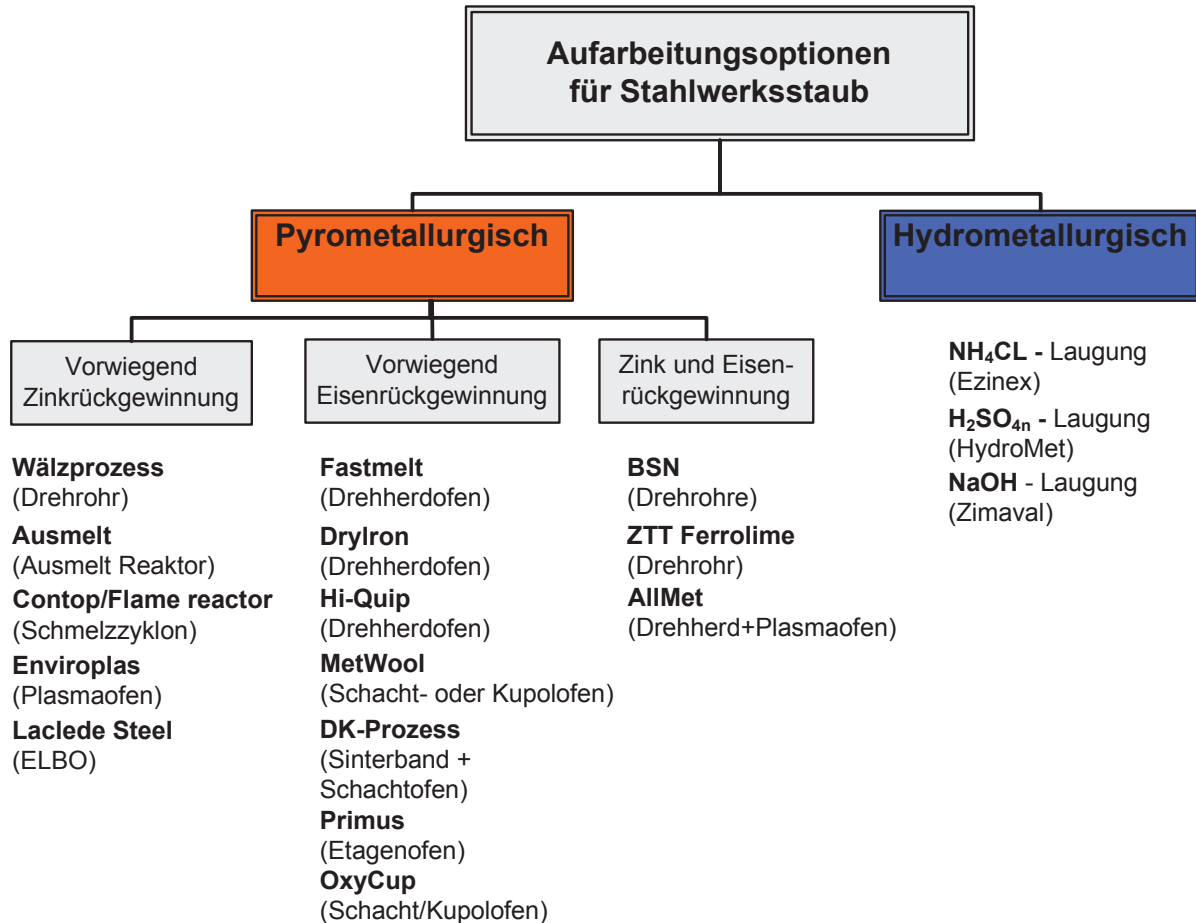 Aufarbeitungsoptionen
für Stahlwerksstaub
Pyrometallurgisch
Hydrometallurgisch
Vorwiegend
Zinkrückgewinnung
Vorwiegend
Eisenrückgewinnung
Zink und Eisen-
rückgewinnung
Wälzprozess
(Drehrohr)
Ausmelt
(Ausmelt Reaktor)
Contop/Flame reactor
(Schmelzzyklon)
Enviroplas
(Plasmaofen)
Laclede Steel
(ELBO)
Fastmelt
(Drehherdofen)
DryIron
(Drehherdofen)
Hi-Quip
(Drehherdofen)
MetWool
(Schacht- oder Kupolofen)
DK-Prozess
(Sinterband +
Schachtofen)
Primus
(Etagenofen)
OxyCup
(Schacht/Kupolofen)
BSN
(Drehrohre)
ZTT Ferrolime
(Drehrohr)
AllMet
(Drehherd+Plasmaofen)
NH₄CL - Laugung
(Ezinex)
H₂SO₄ₙ - Laugung
(HydroMet)
NaOH - Laugung
(Zimaval)